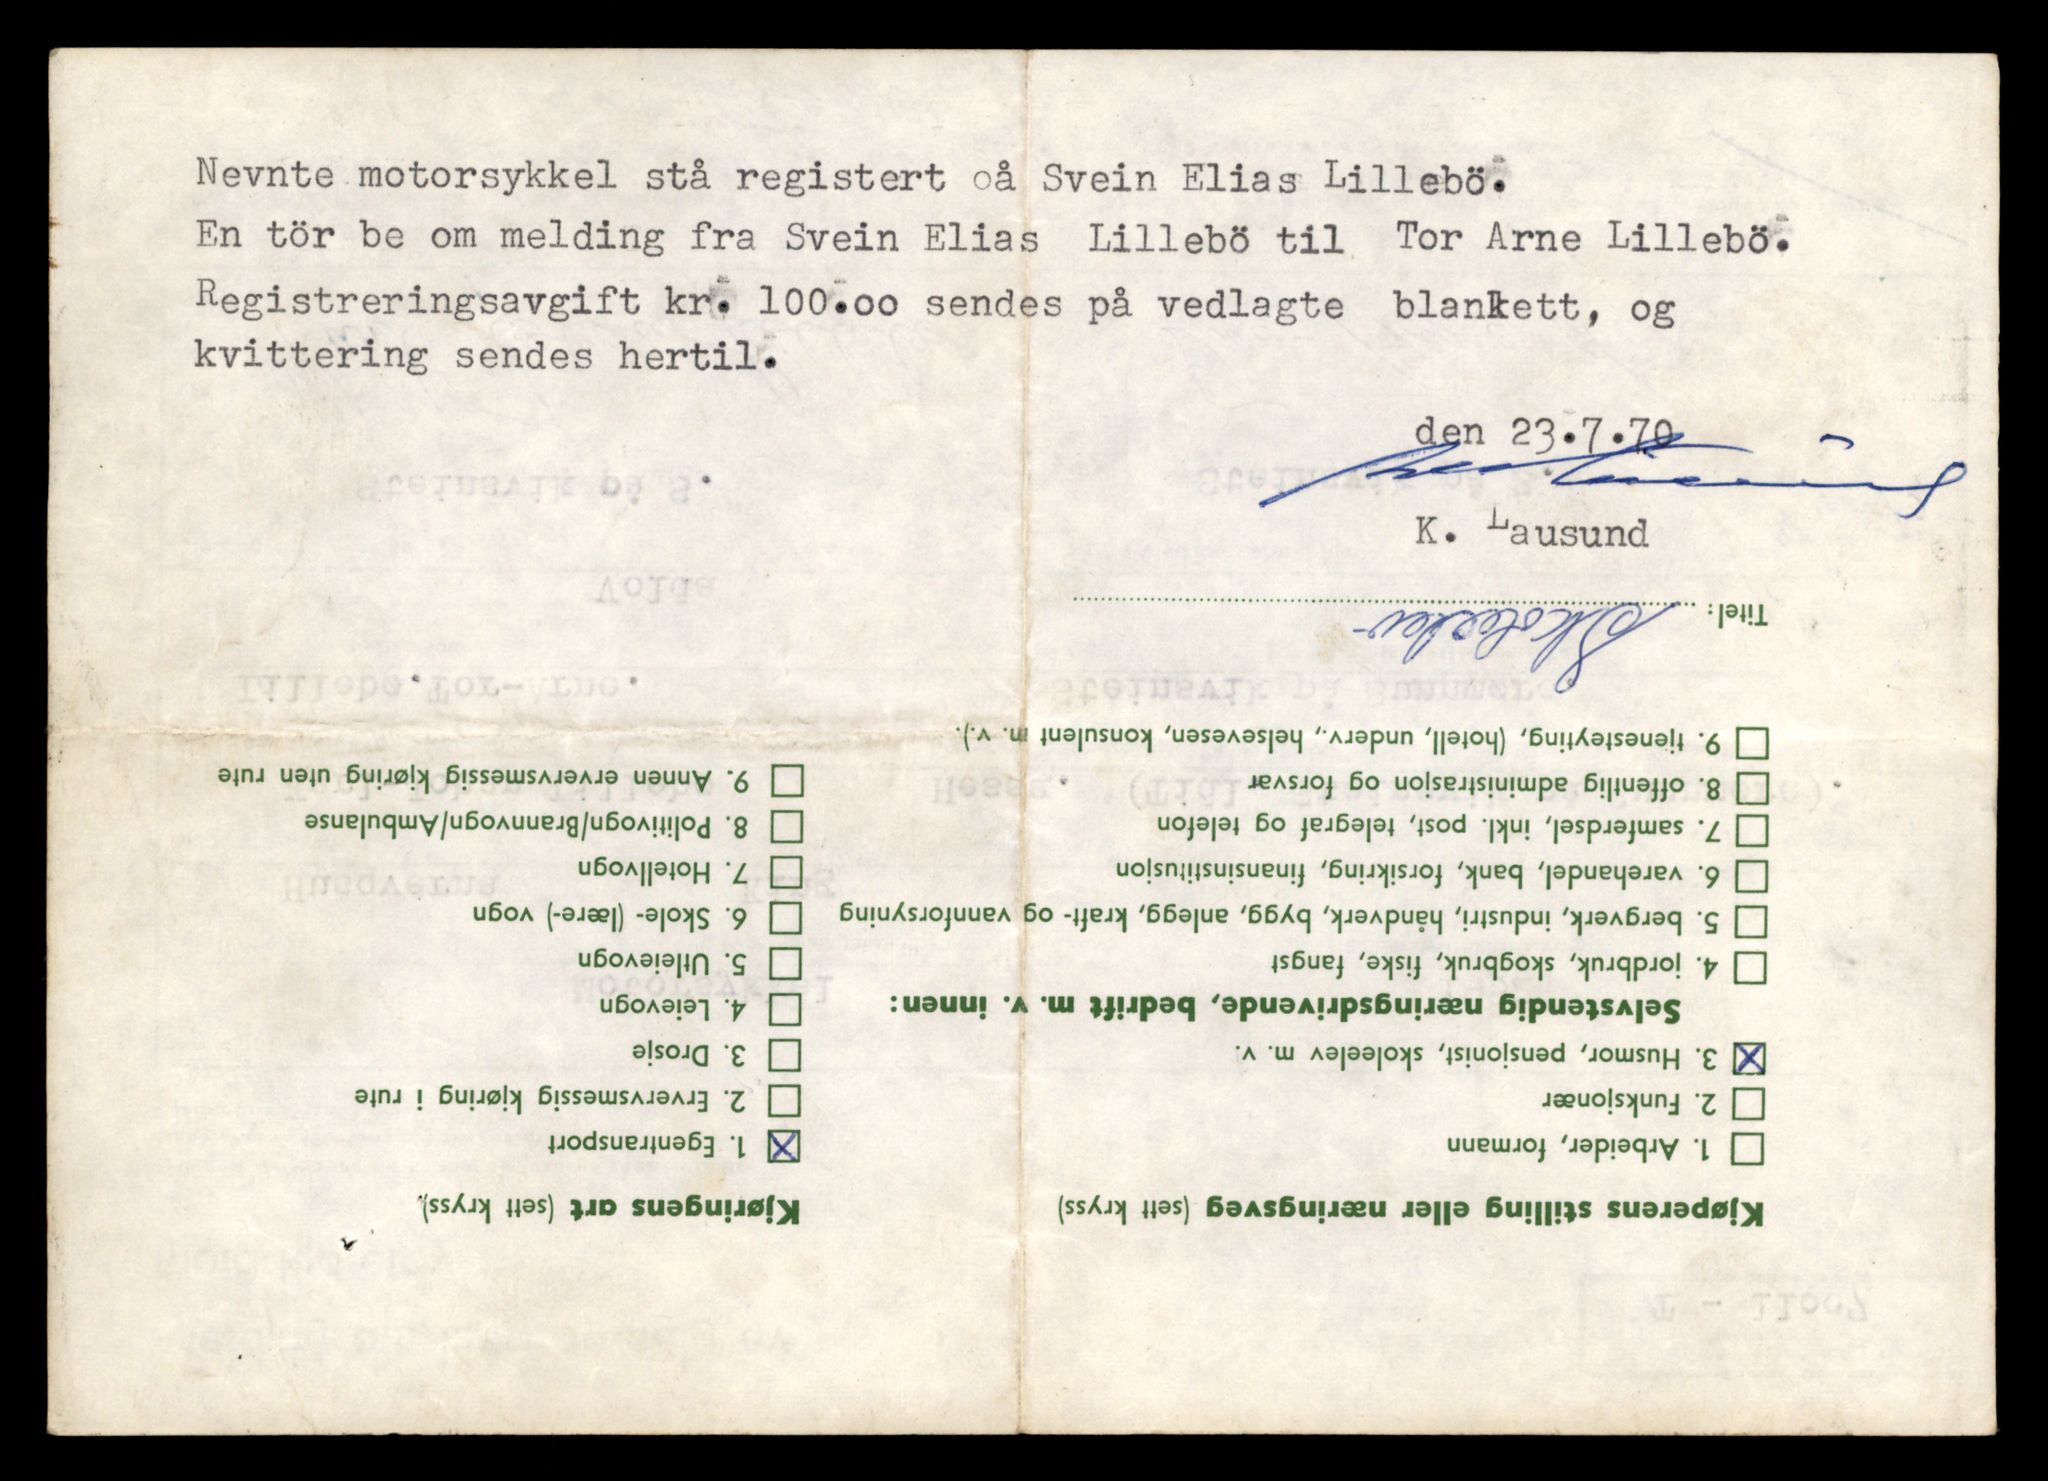 Nevnte motorsykkel stå registert oå Svein Elias Lillebö.
En tör be om melding fra Svein Elias Lillebö til Tor Arne Lillebö.
Registreringsavgift kr. 100.oo sendes på vedlagte blankett, og
kvittering sendes hertil.
den 23.7.70
K. Lausund
Kjøperens stilling eller næringsveg (sett kryss)
1. Arbeider, formann
2. Funksjonær
3. Husmor, pensjonist, skoleelev m. v.
Selvstendig næringsdrivende, bedrift m. v. innen:
4. jordbruk, skogbruk, fiske, fangst
5. bergverk, industri, håndverk, bygg, anlegg, kraft- og vannforsyning
6. varehandel, bank, forsikring, finansinstitusjon
7. samferdsel, inkl. post, telegraf og telefon
8. offentlig administrasjon og forsvar
9. tjenesteyting, (hotell, underv., helsevesen, konsulent m. v.).
Titel: Skoleelev
Kjøringens art (sett kryss)
1. Egentransport
2. Ervervsmessig kjøring i rute
3. Drosje
4. Leievogn
5. Utleievogn
6. Skole- (lære-) vogn
7. Hotellvogn
8. Politivogn/Brannvogn/Ambulanse
9. Annen ervervsmessig kjøring uten rute